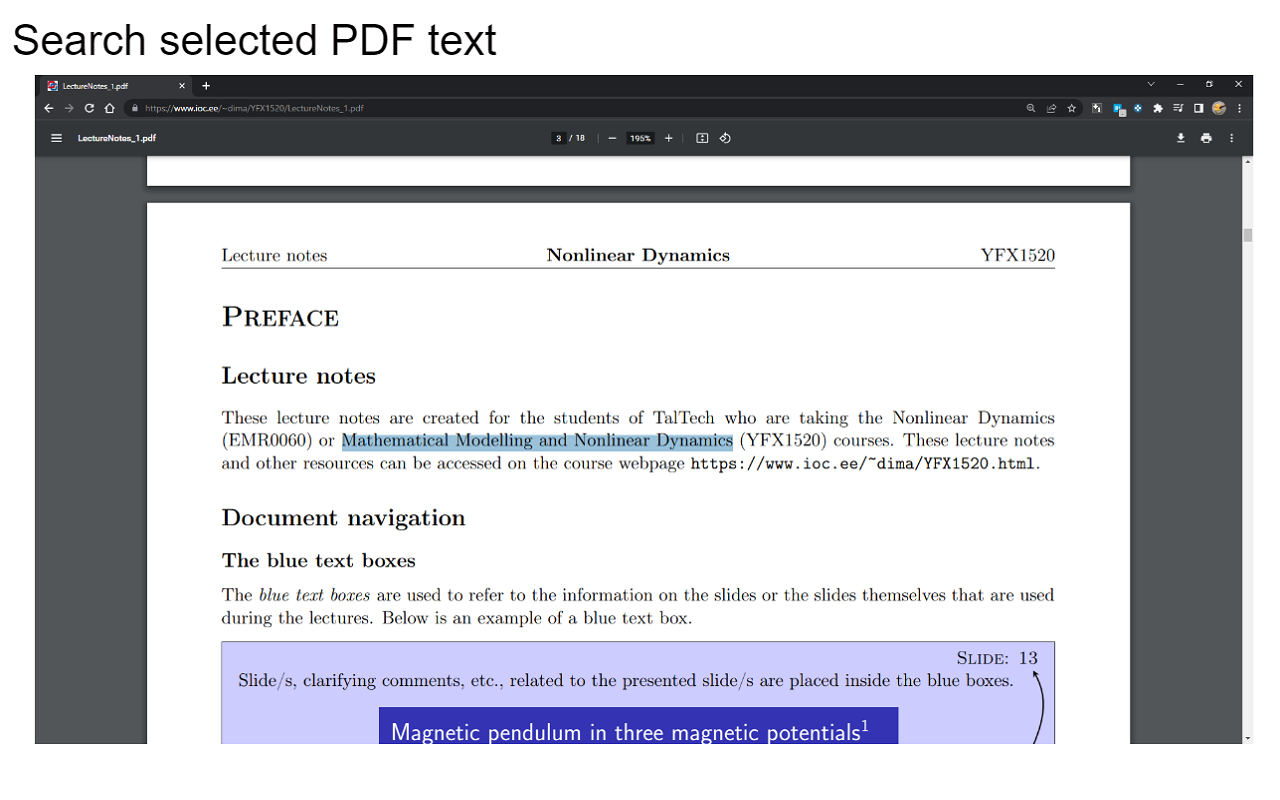 Search selected PDF text
LectureNotes_1.pdf
https://www.ioc.ee/~dima/YFX1520/LectureNotes_1.pdf
LectureNotes_1.pdf
3 / 18
195%
Lecture notes Nonlinear Dynamics YFX1520
PREFACE
Lecture notes
These lecture notes are created for the students of TalTech who are taking the Nonlinear Dynamics
(EMR0060) or Mathematical Modelling and Nonlinear Dynamics (YFX1520) courses. These lecture notes
and other resources can be accessed on the course webpage https://www.ioc.ee/~dima/YFX1520.html.
Document navigation
The blue text boxes
The blue text boxes are used to refer to the information on the slides or the slides themselves that are used
during the lectures. Below is an example of a blue text box.
SLIDE: 13
Slide/s, clarifying comments, etc., related to the presented slide/s are placed inside the blue boxes.
Magnetic pendulum in three magnetic potentials¹